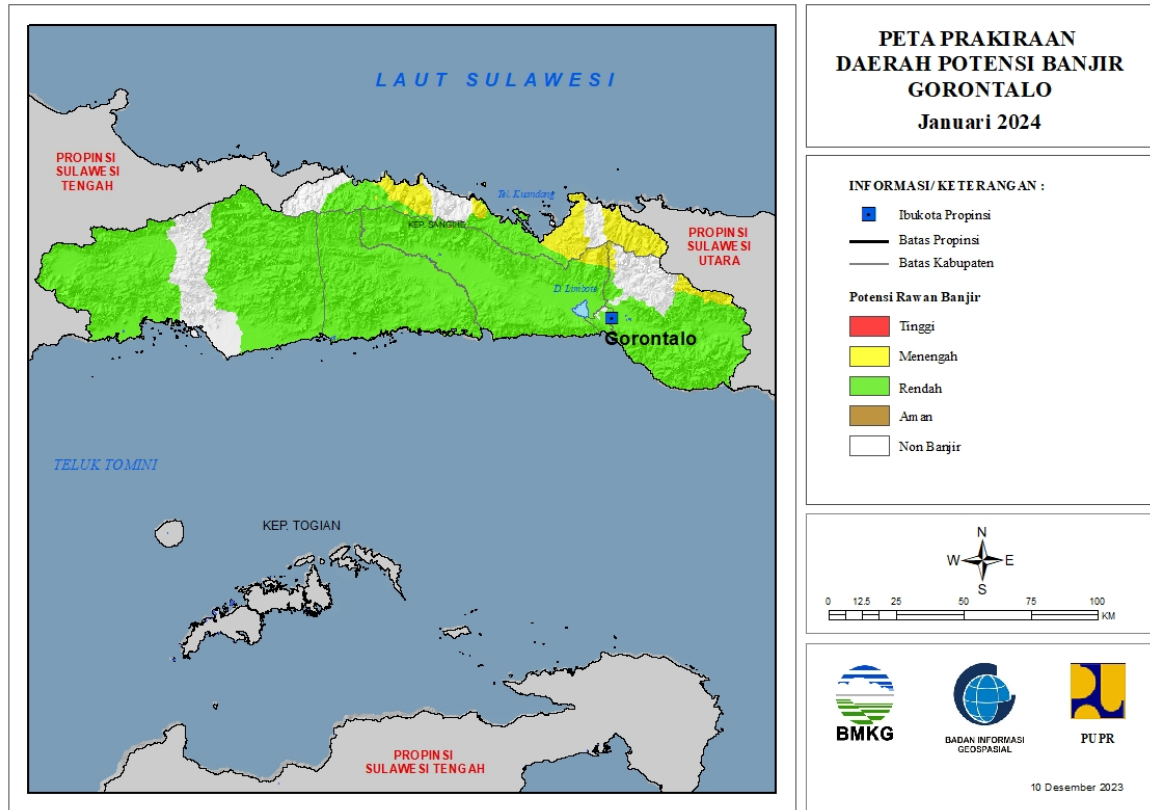 LAUT SULAWESI
PROPINSI
SULAWESI
TENGAH
Tel. Kuandang
KEP. SANGIHE
PROPINSI
SULAWESI
UTARA
D. Limboto
Gorontalo
TELUK TOMINI
KEP. TOGIAN
PROPINSI
SULAWESI TENGAH
PETA PRAKIRAAN
DAERAH POTENSI BANJIR
GORONTALO
Januari 2024
INFORMASI/ KETERANGAN :
Ibukota Propinsi
Batas Propinsi
Batas Kabupaten
Potensi Rawan Banjir
Tinggi
Menengah
Rendah
Aman
Non Banjir
N
W E
S
0 12.5 25 50 75 100
KM
BMKG
BADAN INFORMASI
GEOSPASIAL
PUPR
10 Desember 2023